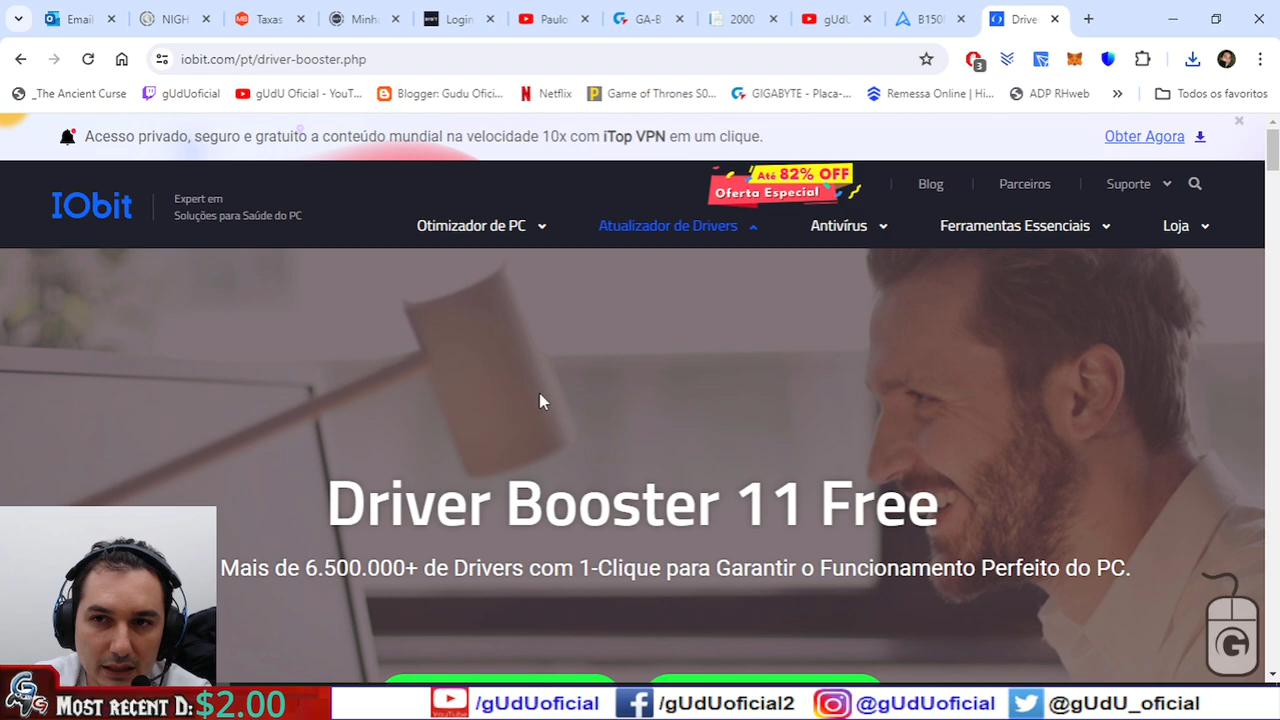 Email
NIGH
Taxas
Minh
Login
Paulo
GA-B
2000
gUdU
B150
Drive
iobit.com/pt/driver-booster.php
3
_The Ancient Curse
gUdUoficial
gUdU Oficial - YouT...
Blogger: Gudu Ofici...
Netflix
Game of Thrones S0...
GIGABYTE - Placa-...
Remessa Online | Hi...
ADP RHweb
Todos os favoritos
Acesso privado, seguro e gratuito a conteúdo mundial na velocidade 10x com iTop VPN em um clique.
Obter Agora
Até 82% OFF
Oferta Especial
Blog
Parceiros
Suporte
IObit
Expert em
Soluções para Saúde do PC
Otimizador de PC
Atualizador de Drivers
Antivírus
Ferramentas Essenciais
Loja
Driver Booster 11 Free
Mais de 6.500.000+ de Drivers com 1-Clique para Garantir o Funcionamento Perfeito do PC.
Most recent D: $2.00
/gUdUoficial
/gUdUoficial2
@gUdUoficial
@gUdU_oficial